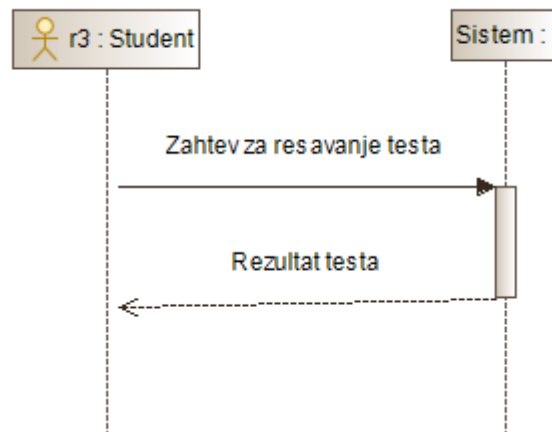 r3 : Student
Sistem :
Zahtev za resavanje testa
Rezultat testa